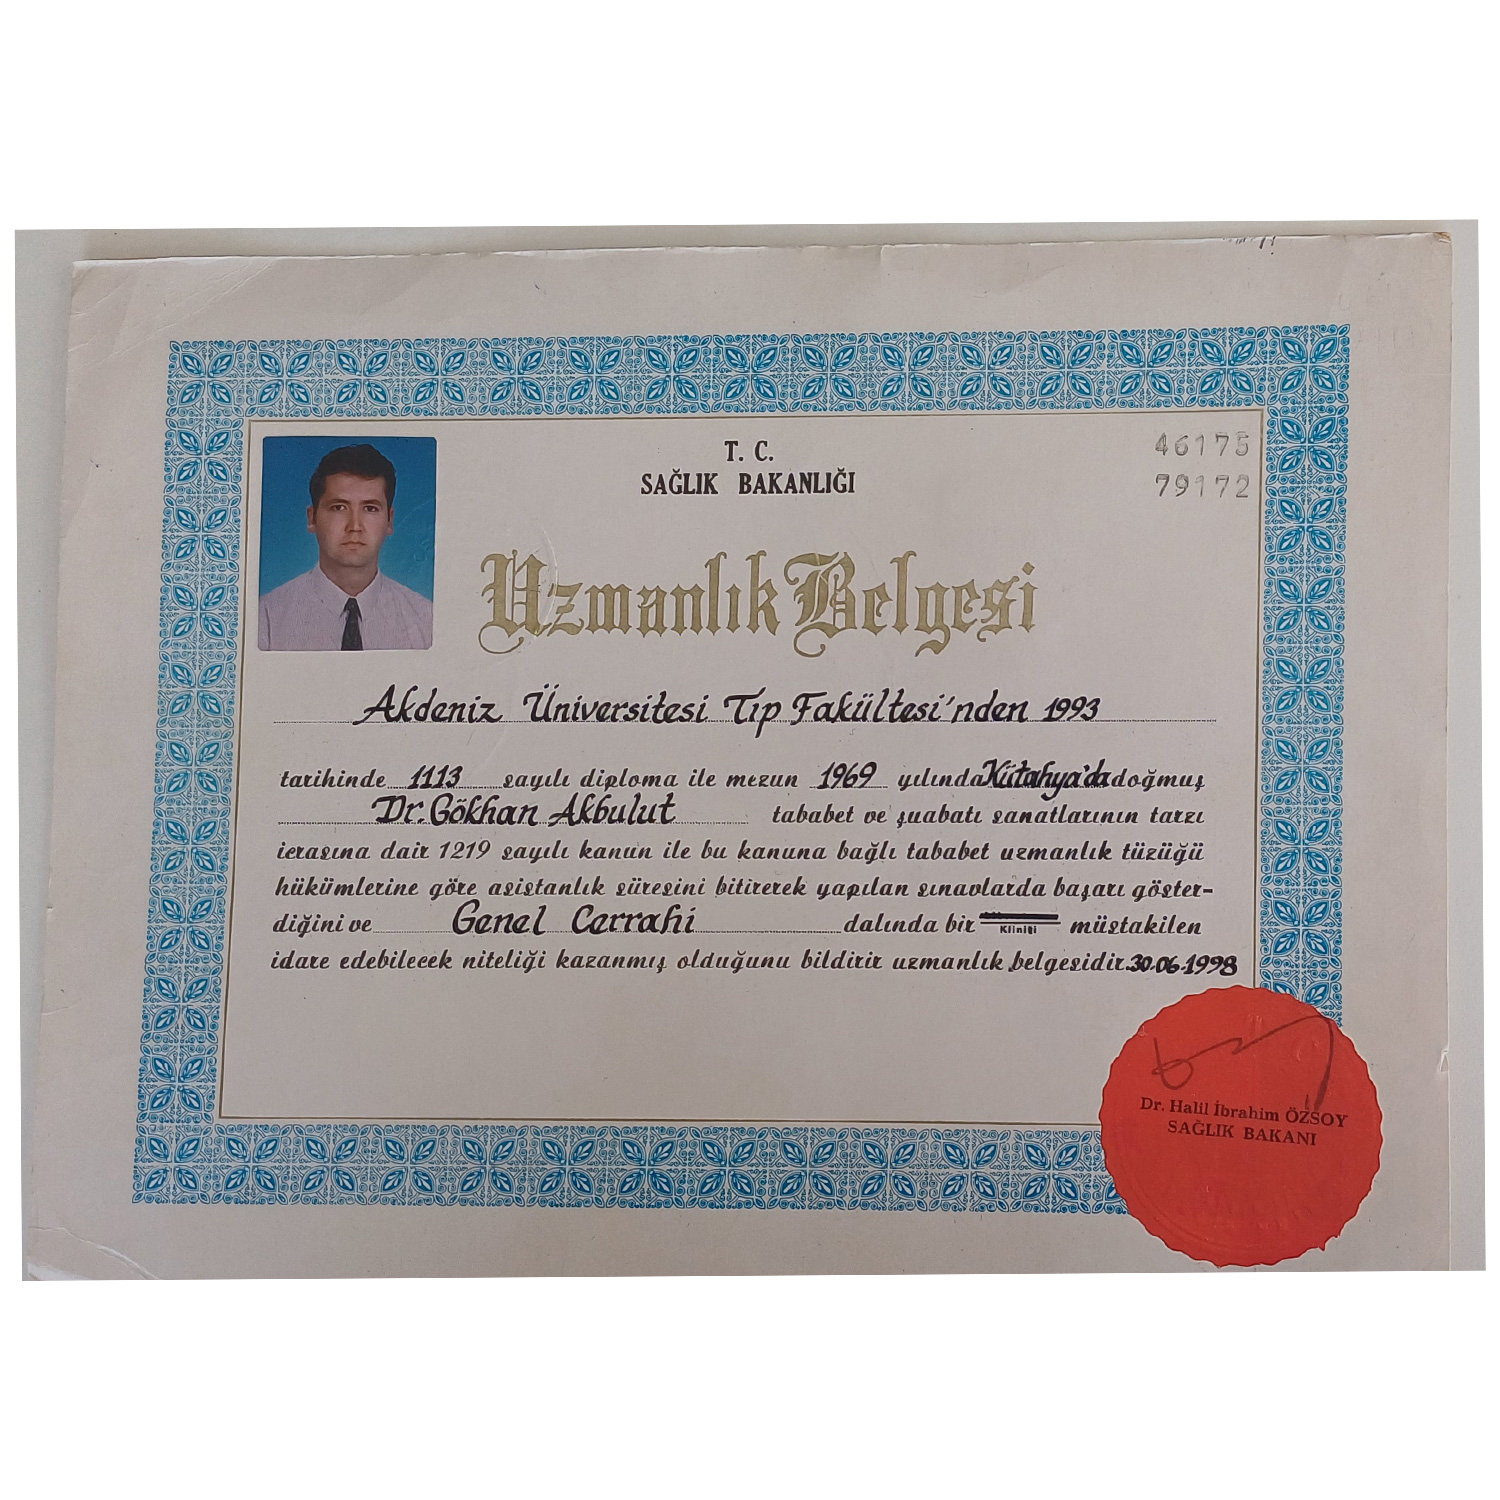 T. C.
SAĞLIK BAKANLIĞI
46175
79172
Uzmanlık Belgesi
Akdeniz Üniversitesi Tıp Fakültesi'nden 1993
tarihinde 1113 sayılı diploma ile mezun 1969 yılında Kütahya'da doğmuş
Dr. Gökhan Akbulut tababet ve şuabatı sanatlarının tarzı
icrasına dair 1219 sayılı kanun ile bu kanuna bağlı tababet uzmanlık tüzüğü
hükümlerine göre asistanlık süresini bitirerek yapılan sınavlarda başarı göster-
diğini ve Genel Cerrahi dalında bir Kliniği müstakilen
idare edebilecek niteliği kazanmış olduğunu bildirir uzmanlık belgesidir. 30.06.1998
Dr. Halil İbrahim ÖZSOY
SAĞLIK BAKANI